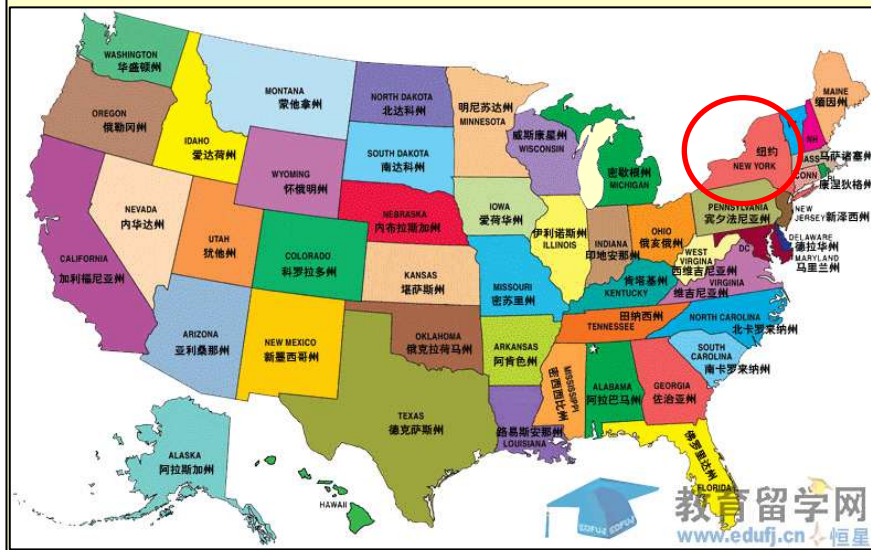 WASHINGTON
华盛顿州
OREGON
俄勒冈州
CALIFORNIA
加利福尼亚州
NEVADA
内华达州
IDAHO
爱达荷州
MONTANA
蒙他拿州
WYOMING
怀俄明州
UTAH
犹他州
ARIZONA
亚利桑那州
COLORADO
科罗拉多州
NEW MEXICO
新墨西哥州
NORTH DAKOTA
北达科州
SOUTH DAKOTA
南达科州
NEBRASKA
内布拉斯加州
KANSAS
堪萨斯州
OKLAHOMA
俄克拉荷马州
TEXAS
德克萨斯州
明尼苏达州
MINNESOTA
IOWA
爱荷华州
MISSOURI
密苏里州
ARKANSAS
阿肯色州
路易斯安那州
LOUISIANA
威斯康星州
WISCONSIN
伊利诺斯州
ILLINOIS
密歇根州
MICHIGAN
INDIANA
印地安那州
OHIO
俄亥俄州
肯塔基州
KENTUCKY
田纳西州
TENNESSEE
MISSISSIPPI
密西西比州
ALABAMA
阿拉巴马州
GEORGIA
佐治亚州
佛罗里达州
FLORIDA
SOUTH
CAROLINA
南卡罗来纳州
NORTH CAROLINA
北卡罗来纳州
WEST
VIRGINIA
西维吉尼亚州
VIRGINIA
维吉尼亚州
DC
PENNSYLVANIA
宾夕法尼亚州
纽约
NEW YORK
MAINE
缅因州
NH
MASS 马萨诸塞州
CONN
RI
康涅狄格州
NEW
JERSEY 新泽西州
DELAWARE
德拉华州
MARYLAND
马里兰州
ALASKA
阿拉斯加州
HAWAII
EDUFJ EDUFJ
教育留学网
www.edufj.cn 恒星